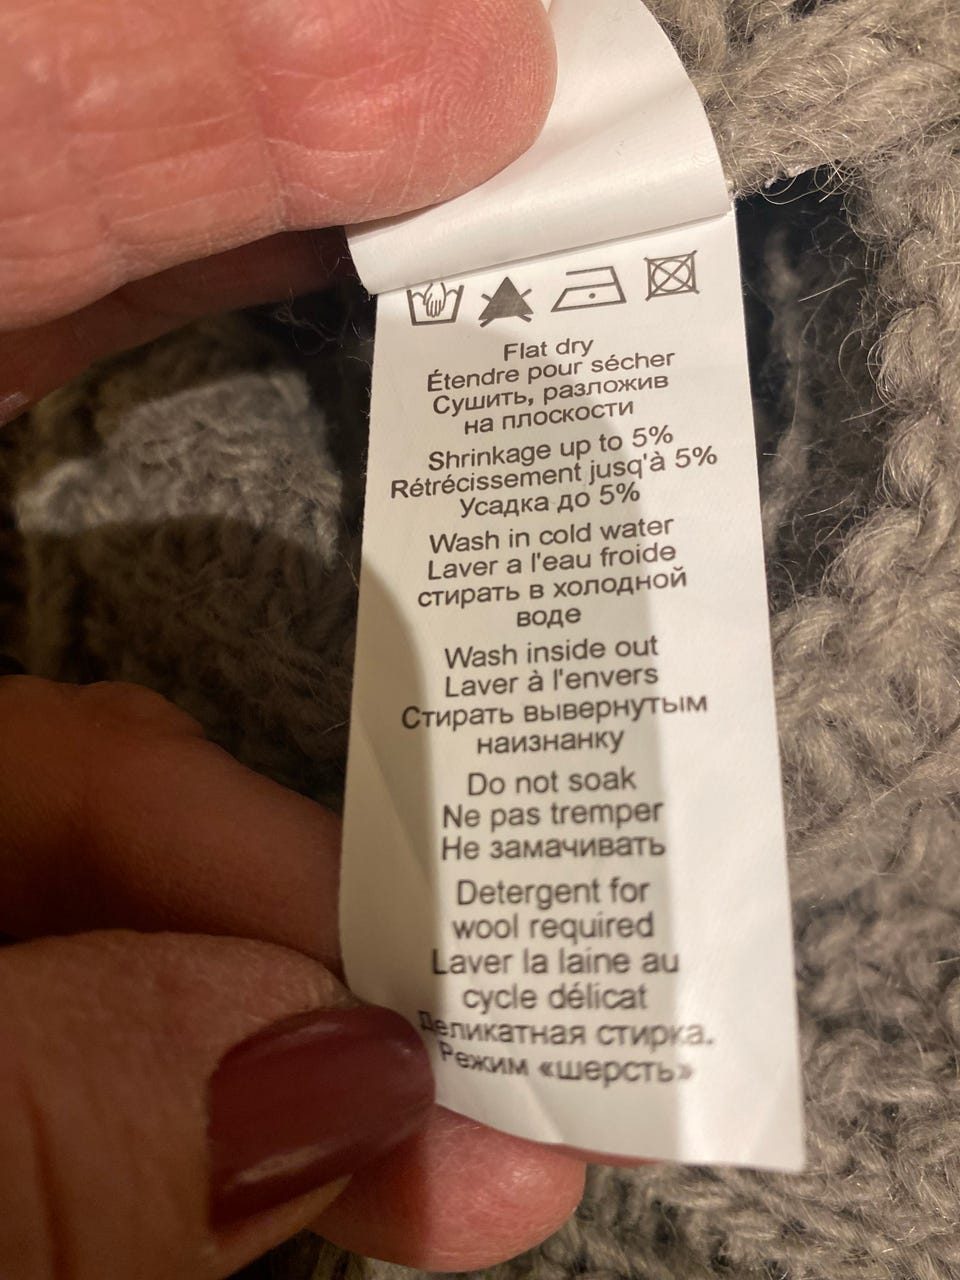 Flat dry
Étendre pour sécher
Сушить, разложив
на плоскости
Shrinkage up to 5%
Rétrécissement jusqu'à 5%
Усадка до 5%
Wash in cold water
Laver a l'eau froide
стирать в холодной
воде
Wash inside out
Laver à l'envers
Стирать вывернутым
наизнанку
Do not soak
Ne pas tremper
Не замачивать
Detergent for
wool required
Laver la laine au
cycle délicat
Деликатная стирка.
Режим «шерсть»